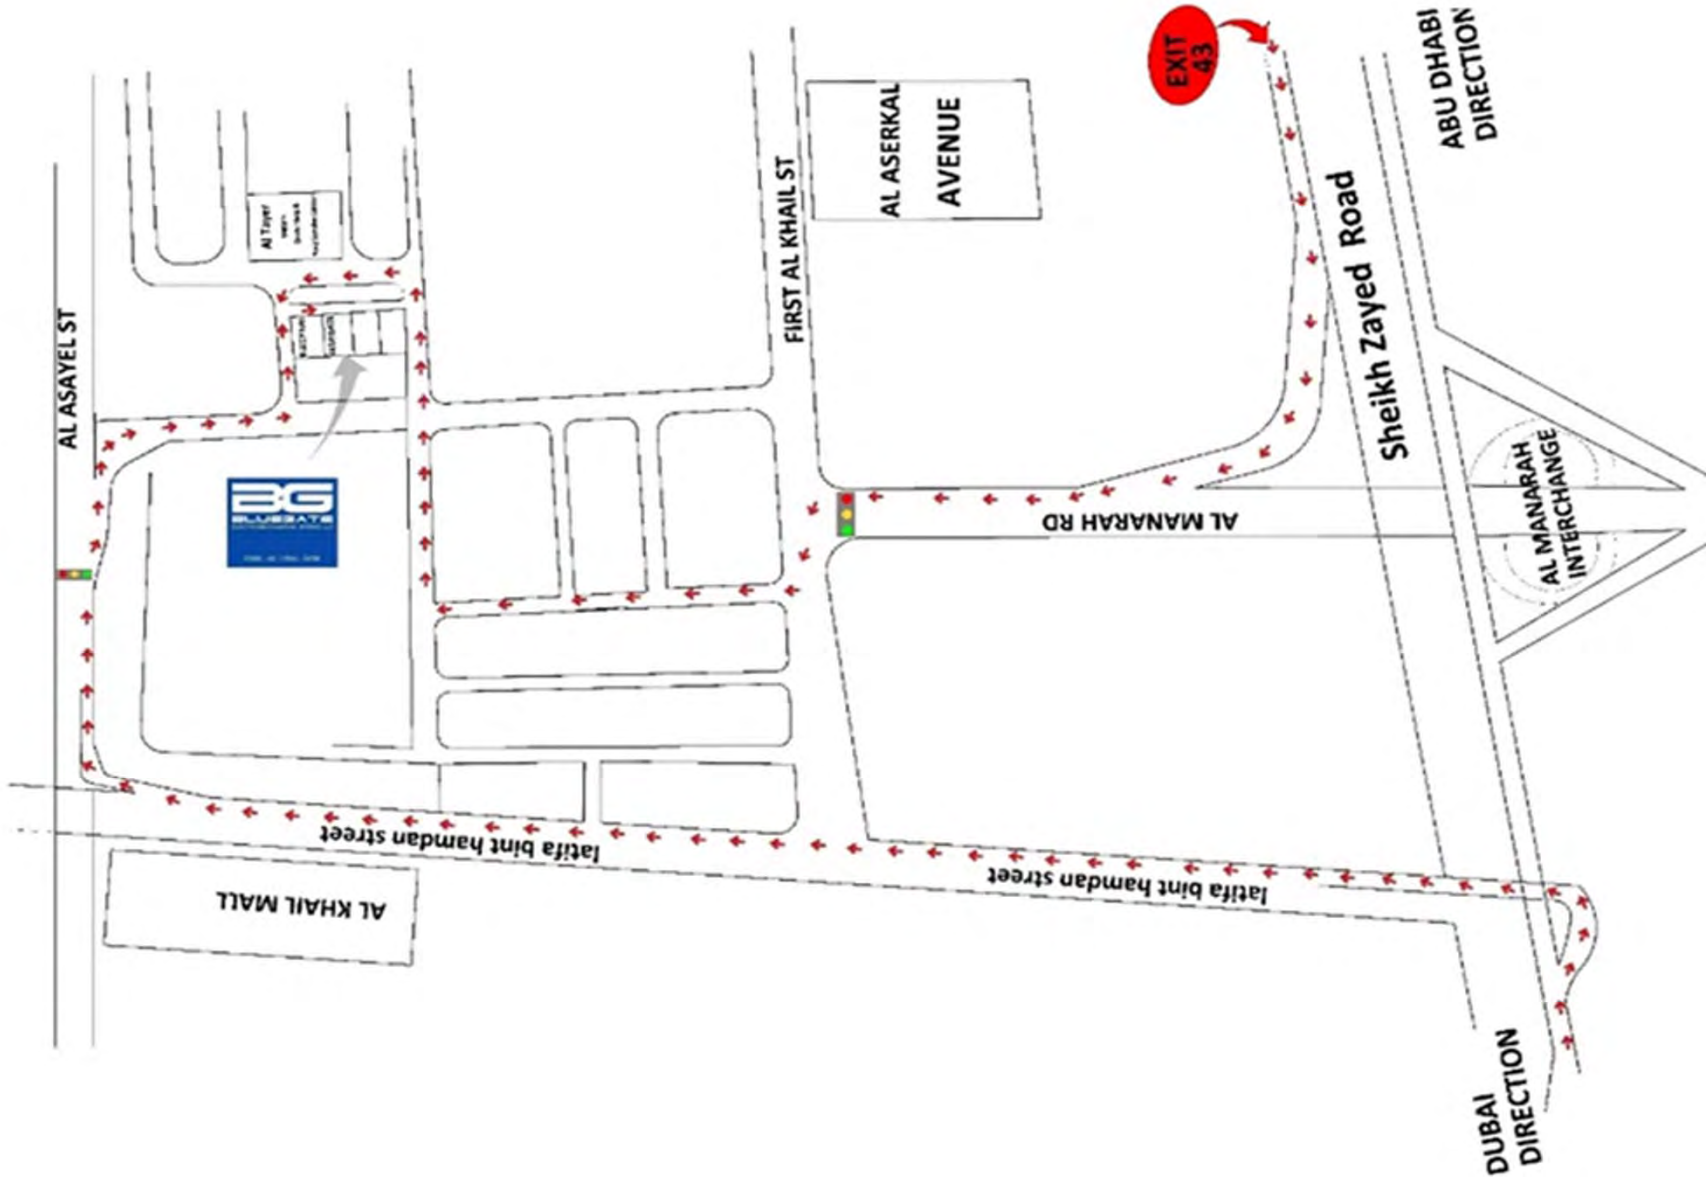 EXIT
43
ABU DHABI
DIRECTION
AL ASERKAL
AVENUE
FIRST AL KHAIL ST
Sheikh Zayed Road
Al Tayer
AL ASAYEL ST
BG
BLUEGATE
AL MANARAH RD
AL MANARAH
INTERCHANGE
latifa bint hamdan street
latifa bint hamdan street
AL KHAIL MALL
DUBAI
DIRECTION